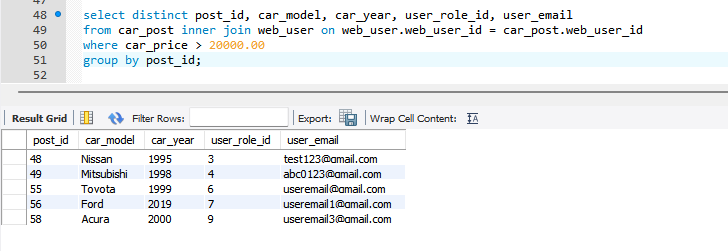 47
48 select distinct post_id, car_model, car_year, user_role_id, user_email
49 from car_post inner join web_user on web_user.web_user_id = car_post.web_user_id
50 where car_price > 20000.00
51 group by post_id;
52
Result Grid Filter Rows: Export: Wrap Cell Content: IA
post_id car_model car_year user_role_id user_email
48 Nissan 1995 3 test123@gmail.com
49 Mitsubishi 1998 4 abc0123@gmail.com
55 Toyota 1999 6 useremail@gmail.com
56 Ford 2019 7 useremail1@gmail.com
58 Acura 2000 9 useremail3@gmail.com